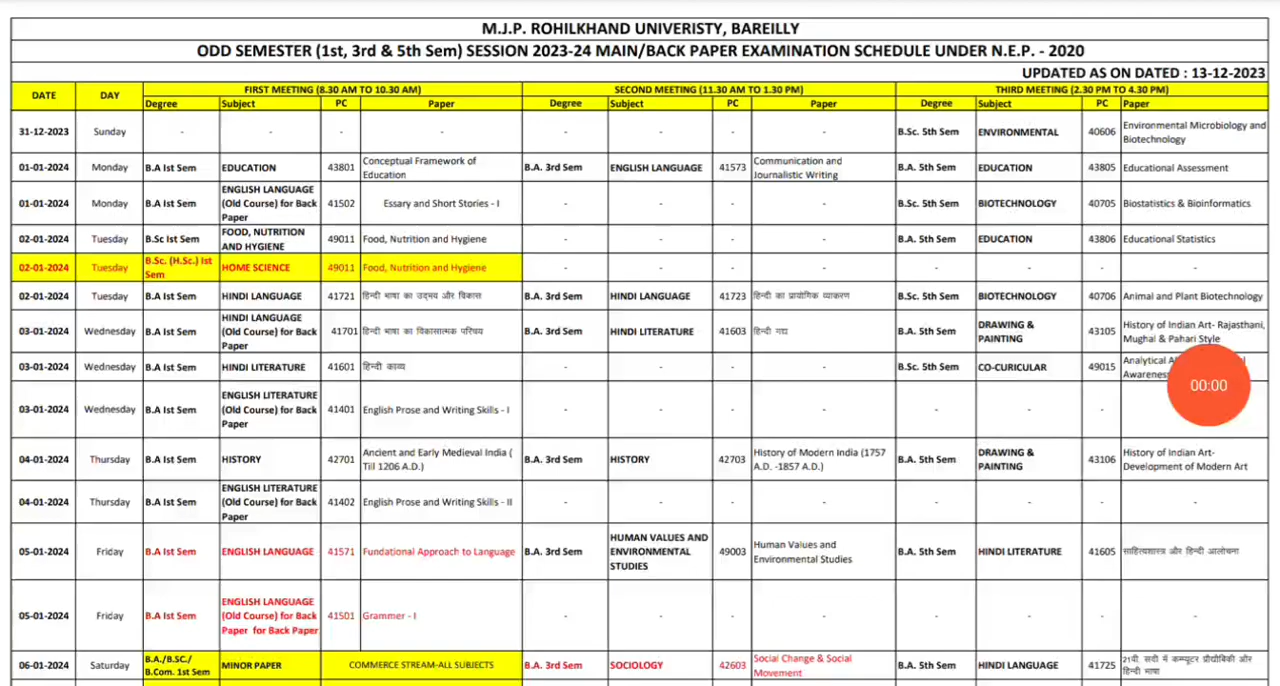 M.J.P. ROHILKHAND UNIVERISTY, BAREILLY
ODD SEMESTER (1st, 3rd & 5th Sem) SESSION 2023-24 MAIN/BACK PAPER EXAMINATION SCHEDULE UNDER N.E.P. - 2020
UPDATED AS ON DATED : 13-12-2023
DATE DAY FIRST MEETING (8.30 AM TO 10.30 AM) SECOND MEETING (11.30 AM TO 1.30 PM) THIRD MEETING (2.30 PM TO 4.30 PM)
Degree Subject PC Paper Degree Subject PC Paper Degree Subject PC Paper
31-12-2023 Sunday - - - - - - - - B.Sc. 5th Sem ENVIRONMENTAL 40606 Environmental Microbiology and Biotechnology
01-01-2024 Monday B.A Ist Sem EDUCATION 43801 Conceptual Framework of Education B.A. 3rd Sem ENGLISH LANGUAGE 41573 Communication and Journalistic Writing B.A. 5th Sem EDUCATION 43805 Educational Assessment
01-01-2024 Monday B.A Ist Sem ENGLISH LANGUAGE (Old Course) for Back Paper 41502 Essary and Short Stories - I - - - - B.Sc. 5th Sem BIOTECHNOLOGY 40705 Biostatistics & Bioinformatics
02-01-2024 Tuesday B.Sc Ist Sem FOOD, NUTRITION AND HYGIENE 49011 Food, Nutrition and Hygiene - - - - B.A. 5th Sem EDUCATION 43806 Educational Statistics
02-01-2024 Tuesday B.Sc. (H.Sc.) Ist Sem HOME SCIENCE 49011 Food, Nutrition and Hygiene - - - - - - - -
02-01-2024 Tuesday B.A Ist Sem HINDI LANGUAGE 41721 हिन्दी भाषा का उद्भव और विकास B.A. 3rd Sem HINDI LANGUAGE 41723 हिन्दी का प्रायोगिक व्याकरण B.Sc. 5th Sem BIOTECHNOLOGY 40706 Animal and Plant Biotechnology
03-01-2024 Wednesday B.A Ist Sem HINDI LANGUAGE (Old Course) for Back Paper 41701 हिन्दी भाषा का विकासात्मक परिचय B.A. 3rd Sem HINDI LITERATURE 41603 हिन्दी गद्य B.A. 5th Sem DRAWING & PAINTING 43105 History of Indian Art- Rajasthani, Mughal & Pahari Style
03-01-2024 Wednesday B.A Ist Sem HINDI LITERATURE 41601 हिन्दी काव्य - - - - B.Sc. 5th Sem CO-CURICULAR 49015 Analytical
03-01-2024 Wednesday B.A Ist Sem ENGLISH LITERATURE (Old Course) for Back Paper 41401 English Prose and Writing Skills - I - - - - - - - -
00:00
04-01-2024 Thursday B.A Ist Sem HISTORY 42701 Ancient and Early Medieval India ( Till 1206 A.D.) B.A. 3rd Sem HISTORY 42703 History of Modern India (1757 A.D. -1857 A.D.) B.A. 5th Sem DRAWING & PAINTING 43106 History of Indian Art- Development of Modern Art
04-01-2024 Thursday B.A Ist Sem ENGLISH LITERATURE (Old Course) for Back Paper 41402 English Prose and Writing Skills - II - - - - - - - -
05-01-2024 Friday B.A Ist Sem ENGLISH LANGUAGE 41571 Fundational Approach to Language B.A. 3rd Sem HUMAN VALUES AND ENVIRONMENTAL STUDIES 49003 Human Values and Environmental Studies B.A. 5th Sem HINDI LITERATURE 41605 साहित्यशास्त्र और हिन्दी आलोचना
05-01-2024 Friday B.A Ist Sem ENGLISH LANGUAGE (Old Course) for Back Paper for Back Paper 41501 Grammer - I - - - - - - - -
06-01-2024 Saturday B.A./B.SC./ B.Com. 1st Sem MINOR PAPER COMMERCE STREAM-ALL SUBJECTS B.A. 3rd Sem SOCIOLOGY 42603 Social Change & Social Movement B.A. 5th Sem HINDI LANGUAGE 41725 21वी. सदी में कम्प्यूटर प्रौद्योगिकी और हिन्दी भाषा